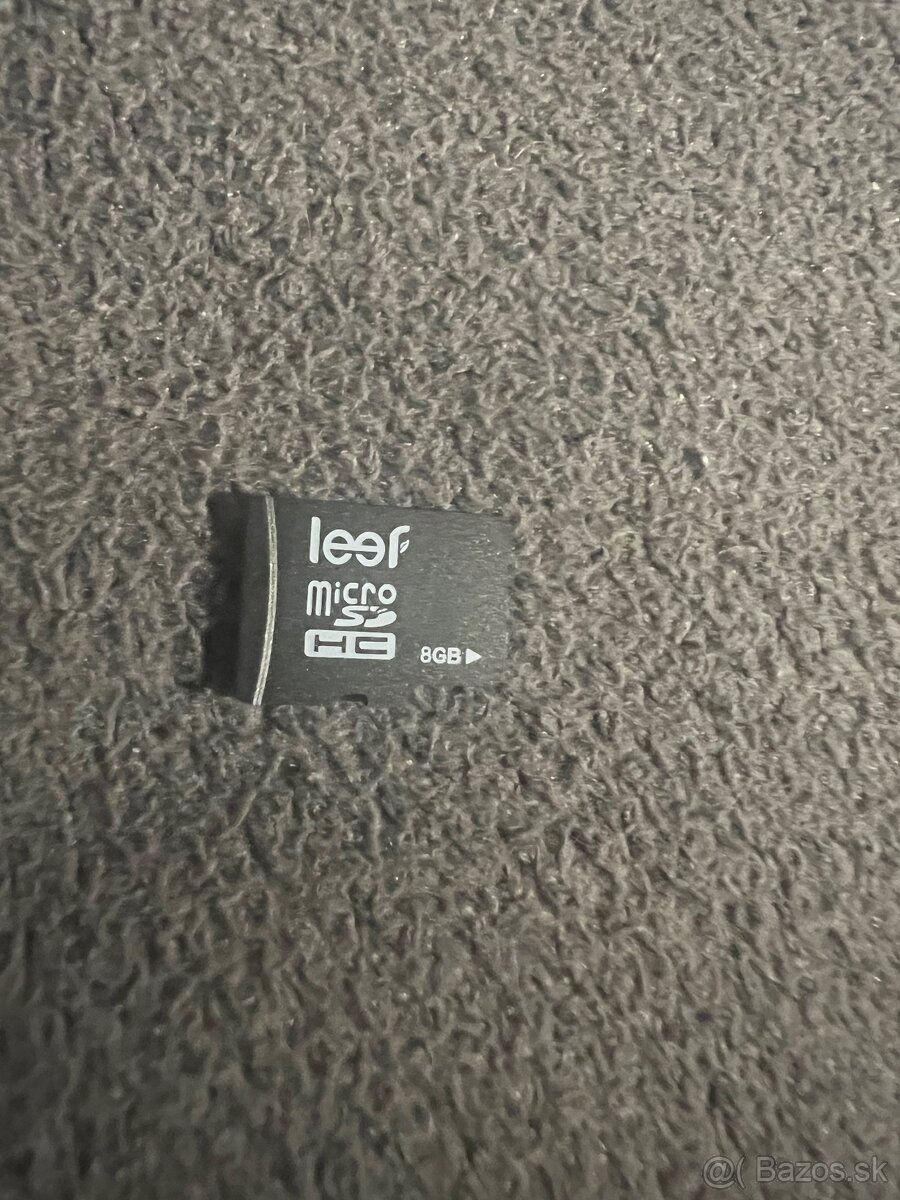 leef
micro
SD
HC
8GB
@( Bazos.sk